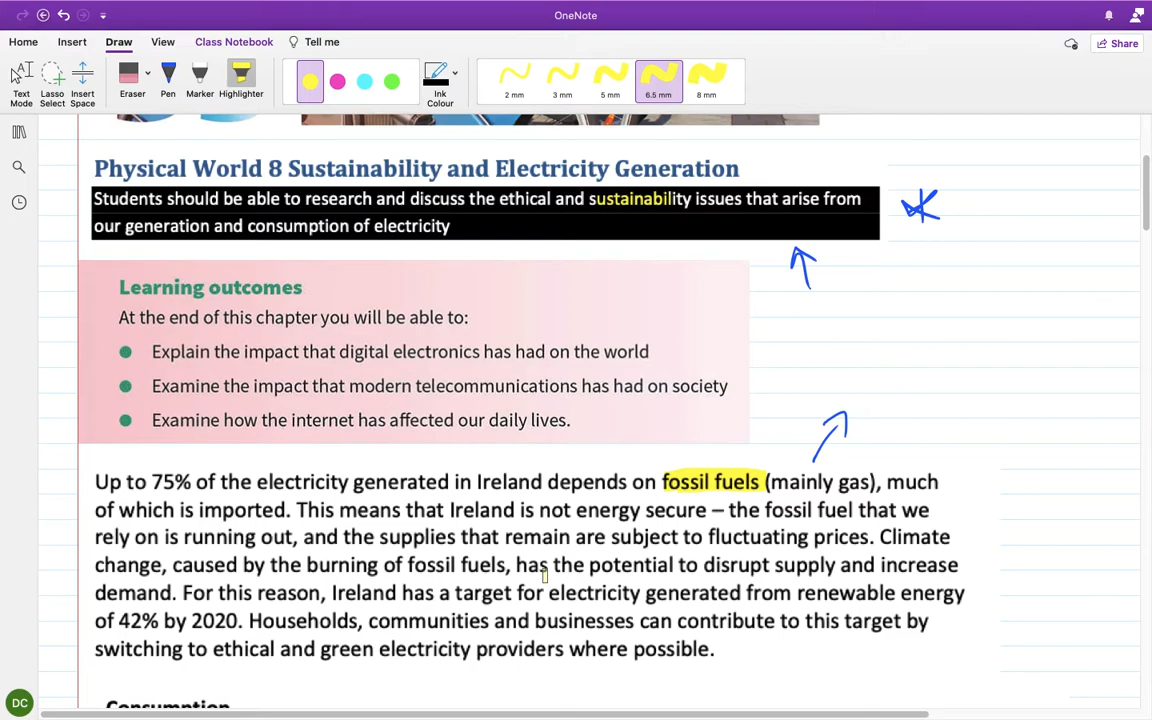 OneNote
Home Insert Draw View Class Notebook Tell me Share
Text Mode
Lasso Select
Insert Space
Eraser Pen Marker Highlighter
Ink Colour
2 mm 3 mm 5 mm 6.5 mm 8 mm
Physical World 8 Sustainability and Electricity Generation
Students should be able to research and discuss the ethical and sustainability issues that arise from
our generation and consumption of electricity
Learning outcomes
At the end of this chapter you will be able to:
Explain the impact that digital electronics has had on the world
Examine the impact that modern telecommunications has had on society
Examine how the internet has affected our daily lives.
Up to 75% of the electricity generated in Ireland depends on fossil fuels (mainly gas), much
of which is imported. This means that Ireland is not energy secure – the fossil fuel that we
rely on is running out, and the supplies that remain are subject to fluctuating prices. Climate
change, caused by the burning of fossil fuels, has the potential to disrupt supply and increase
demand. For this reason, Ireland has a target for electricity generated from renewable energy
of 42% by 2020. Households, communities and businesses can contribute to this target by
switching to ethical and green electricity providers where possible.
Consumption
DC